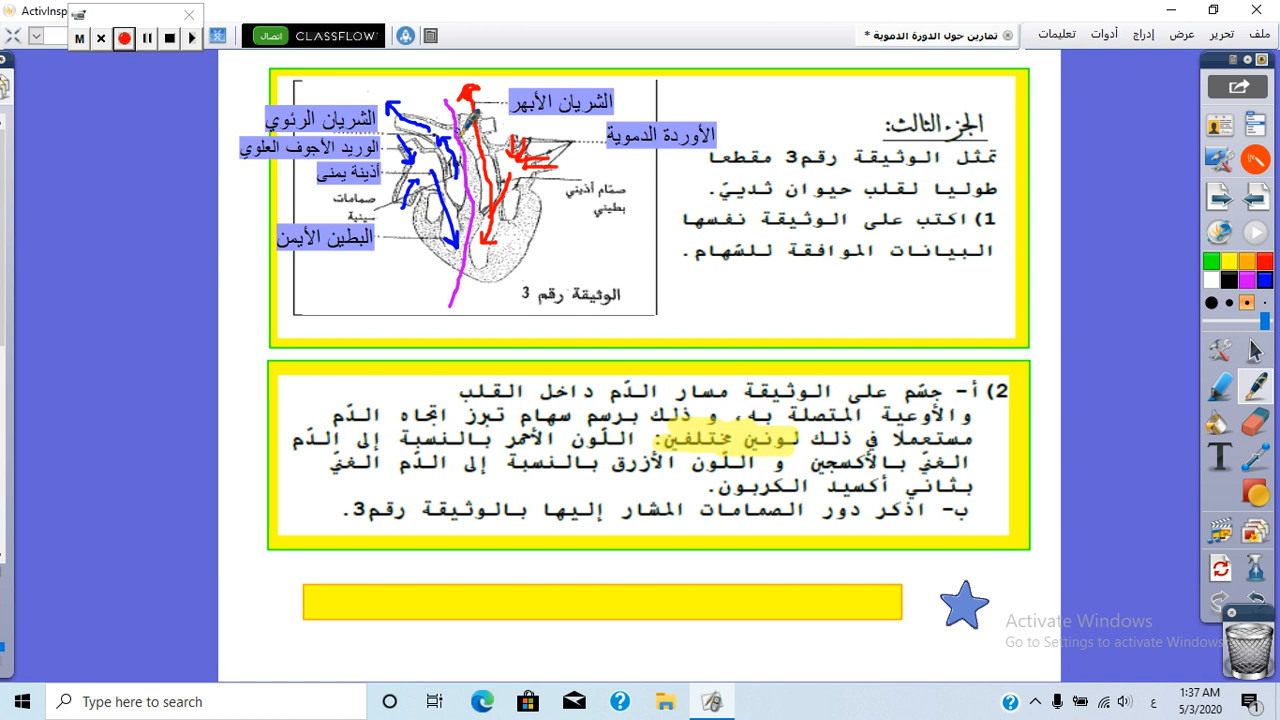 ActivInsp
M
CLASSFLOW
اتصال
تمارين حول الدورة الدموية *
ملف تحرير عرض إدراج أدوات تعليمات
الجزء الثالث:
تمثل الوثيقة رقم3 مقطعا
طوليا لقلب حيوان ثدييّ.
1) اكتب على الوثيقة نفسها
البيانات الموافقة للسّهام.
الشريان الأبهر
الأوردة الدموية
صمّام أذيني
بطيني
الشريان الرئوي
الوريد الأجوف العلوي
أذينة يمنى
صمامات
سينية
البطين الأيمن
الوثيقة رقم 3
2) أ- جسّم على الوثيقة مسار الدّم داخل القلب
والأوعية المتصلة به، و ذلك برسم سهام تبرز اتجاه الدّم
مستعملا في ذلك لونين مختلفين: اللّون الأحمر بالنسبة إلى الدّم
الغنيّ بالأكسجين و اللّون الأزرق بالنسبة إلى الدّم الغنيّ
بثاني أكسيد الكربون.
ب- اذكر دور الصمامات المشار إليها بالوثيقة رقم3.
Activate Windows
Go to Settings to activate Windows.
Type here to search
ع
1:37 AM
5/3/2020